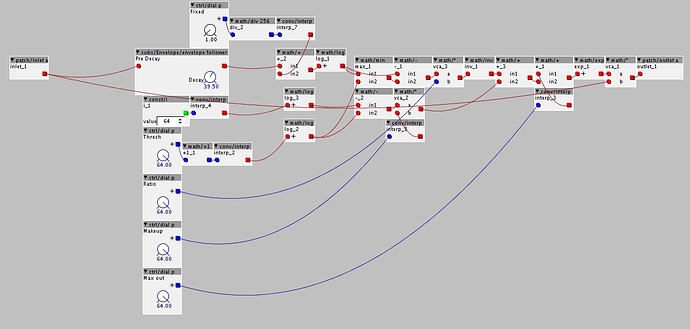 ctrl/dial p
Fixed
1.00
math/div 256
div_2
conv/interp
interp_7
patch/inlet a
inlet_1
subs/Envelope/envelope follower
Pre Decay
Decay
39.50
math/+
+_2
in1
in2
math/log
log_1
math/min
max_1
in1
in2
math/-
-_1
in1
in2
math/*
vca_3
a
b
math/inv
inv_1
math/+
+_3
in1
in2
math/+
+_1
in1
in2
math/exp
exp_1
math/*
vca_1
a
b
patch/outlet a
outlet_1
const/i
i_1
value
64
conv/interp
interp_4
math/log
log_3
math/-
-_2
in1
in2
math/*
vca_2
a
b
conv/interp
interp_3
ctrl/dial p
Thresh
64.00
math/+1
+1_1
conv/interp
interp_2
math/log
log_2
conv/interp
ctrl/dial p
Ratio
64.00
ctrl/dial p
Makeup
64.00
ctrl/dial p
Max out
64.00